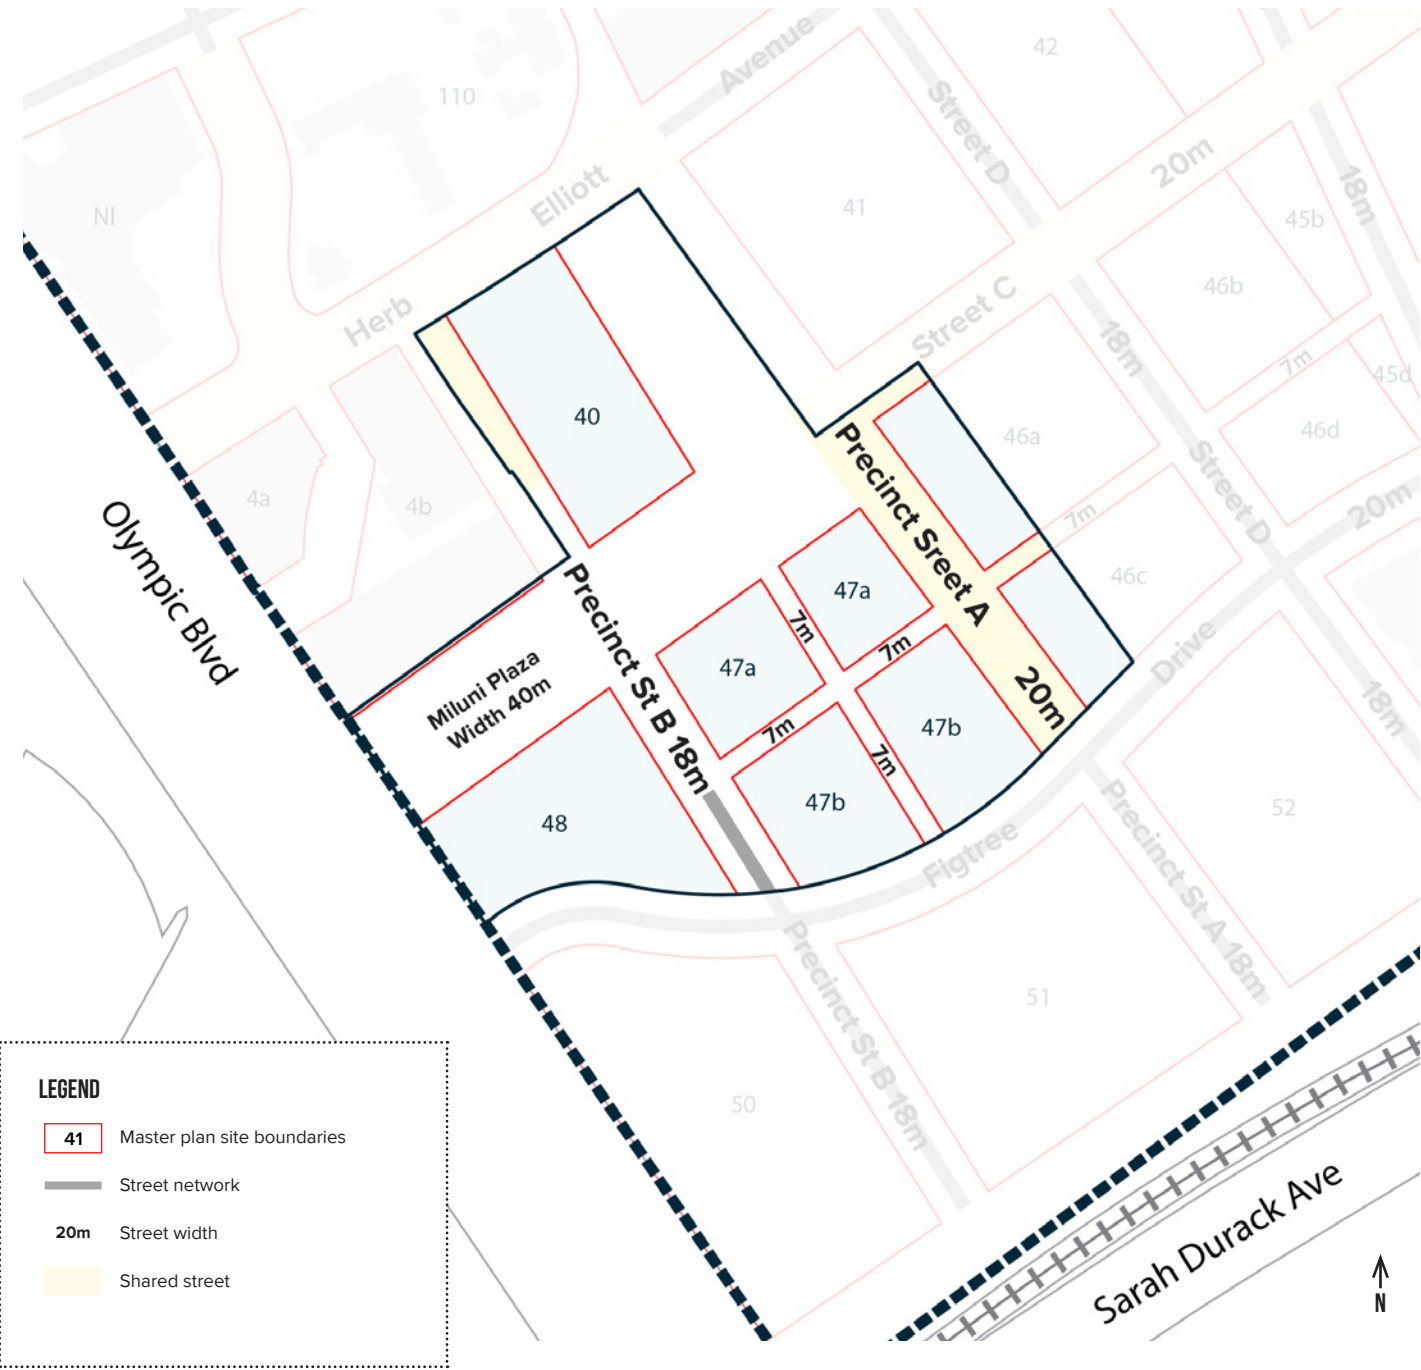 42
Avenue
110
Street D
20m
18m
Elliott
NI
41
45b
46b
Herb
Street C
18m
7m
45d
40
46a
46d
Precinct Sreet A
4a
4b
Street D
20m
7m
Olympic Blvd
46c
47a
7m
Precinct St B 18m
7m
47a
Miluni Plaza
Width 40m
20m
Drive
18m
47b
7m
7m
47b
48
52
Precinct St A 18m
Figtree
Precinct St B 18m
51
50
LEGEND
41 Master plan site boundaries
Street network
20m Street width
Shared street
Sarah Durack Ave
N